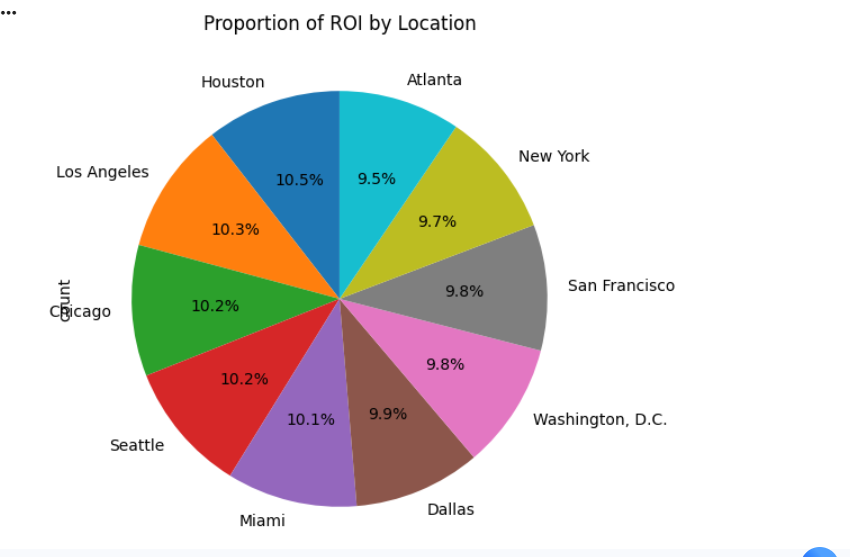 ...
Proportion of ROI by Location
Houston
Atlanta
Los Angeles
New York
10.5%
9.5%
10.3%
9.7%
count
Chicago
10.2%
9.8%
San Francisco
10.2%
9.8%
10.1%
9.9%
Washington, D.C.
Seattle
Miami
Dallas